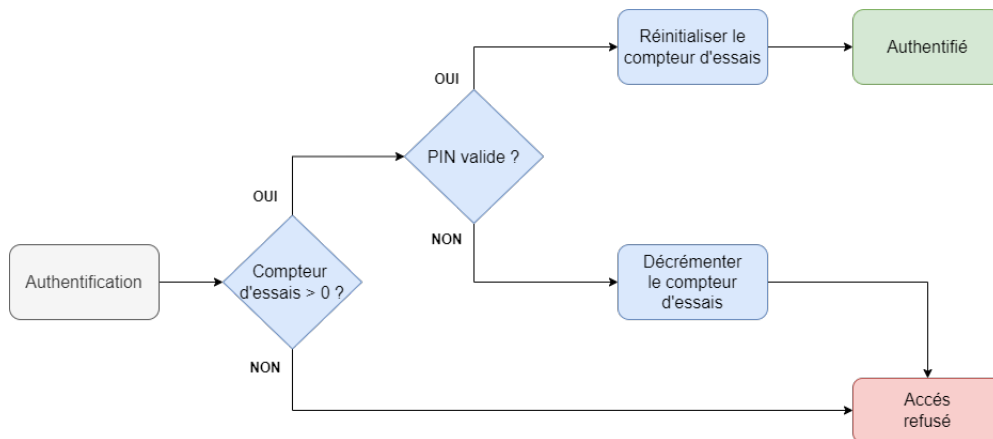 Réinitialiser le
compteur d'essais
Authentifié
OUI
PIN valide ?
OUI
NON
Authentification
Compteur
d'essais > 0 ?
Décrémenter
le compteur
d'essais
NON
Accés
refusé